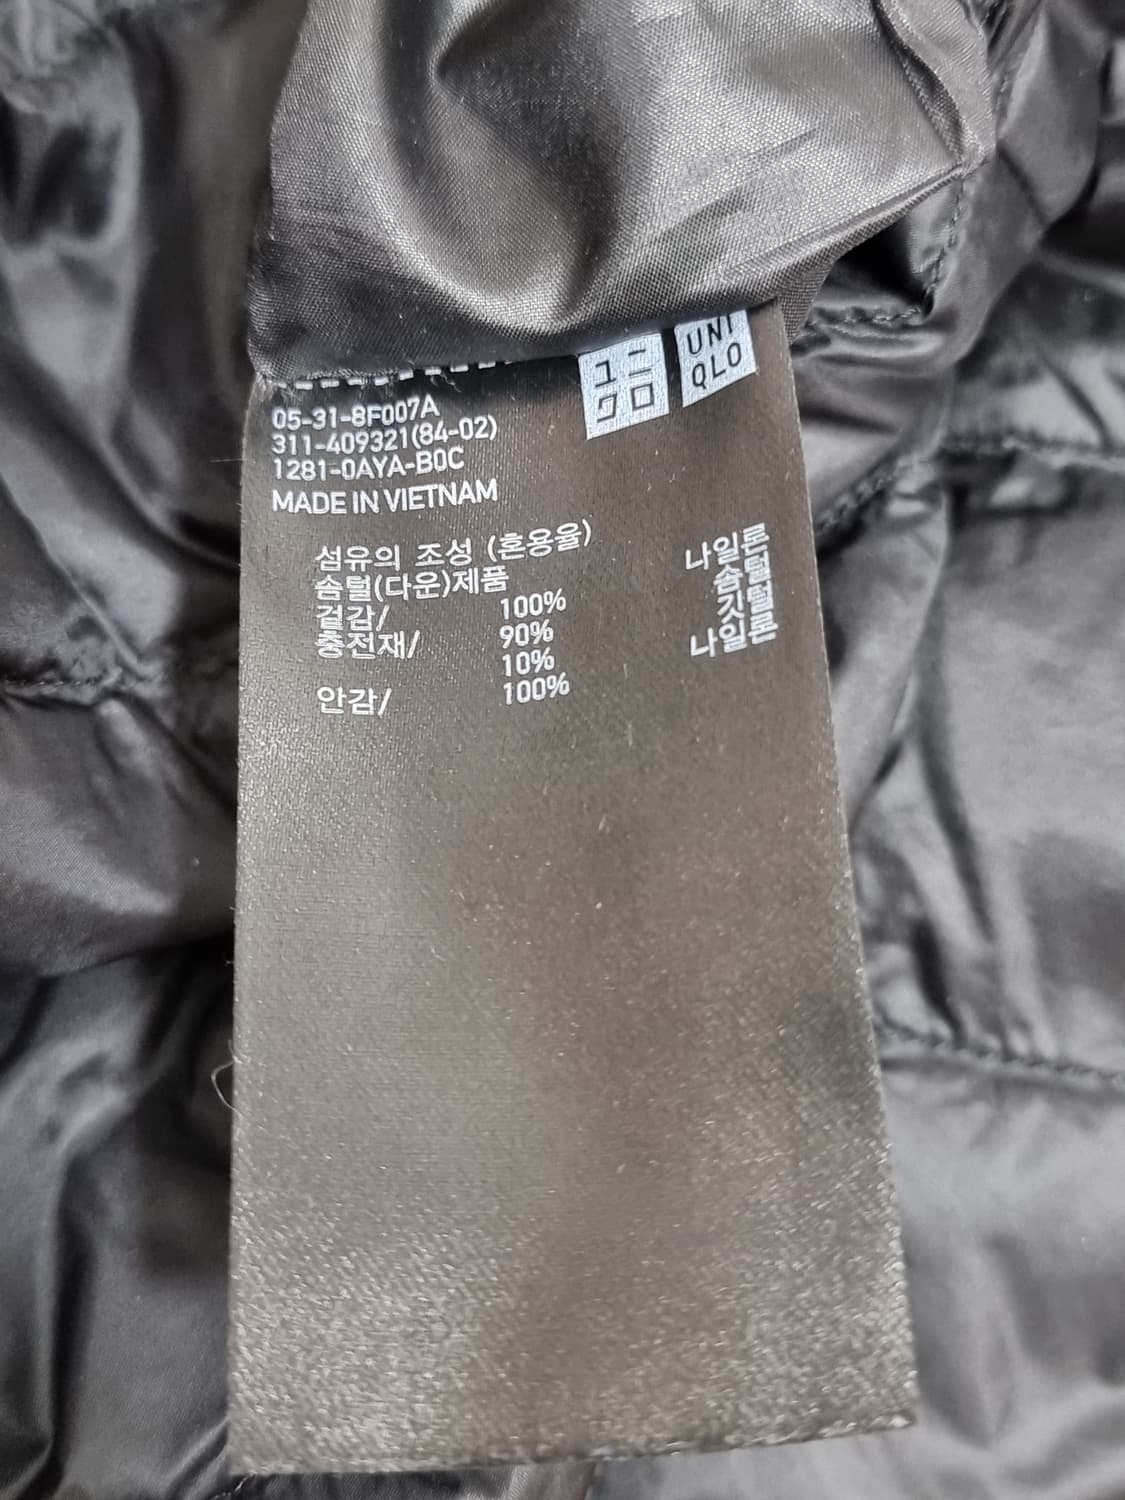 ユニ
クロ
UNI
QLO
05-31-8F007A
311-409321(84-02)
1281-0AYA-B0C
MADE IN VIETNAM
섬유의 조성 (혼용율)
솜털(다운)제품
겉감/ 100% 나일론
충전재/ 90% 솜털
10% 깃털
안감/ 100% 나일론